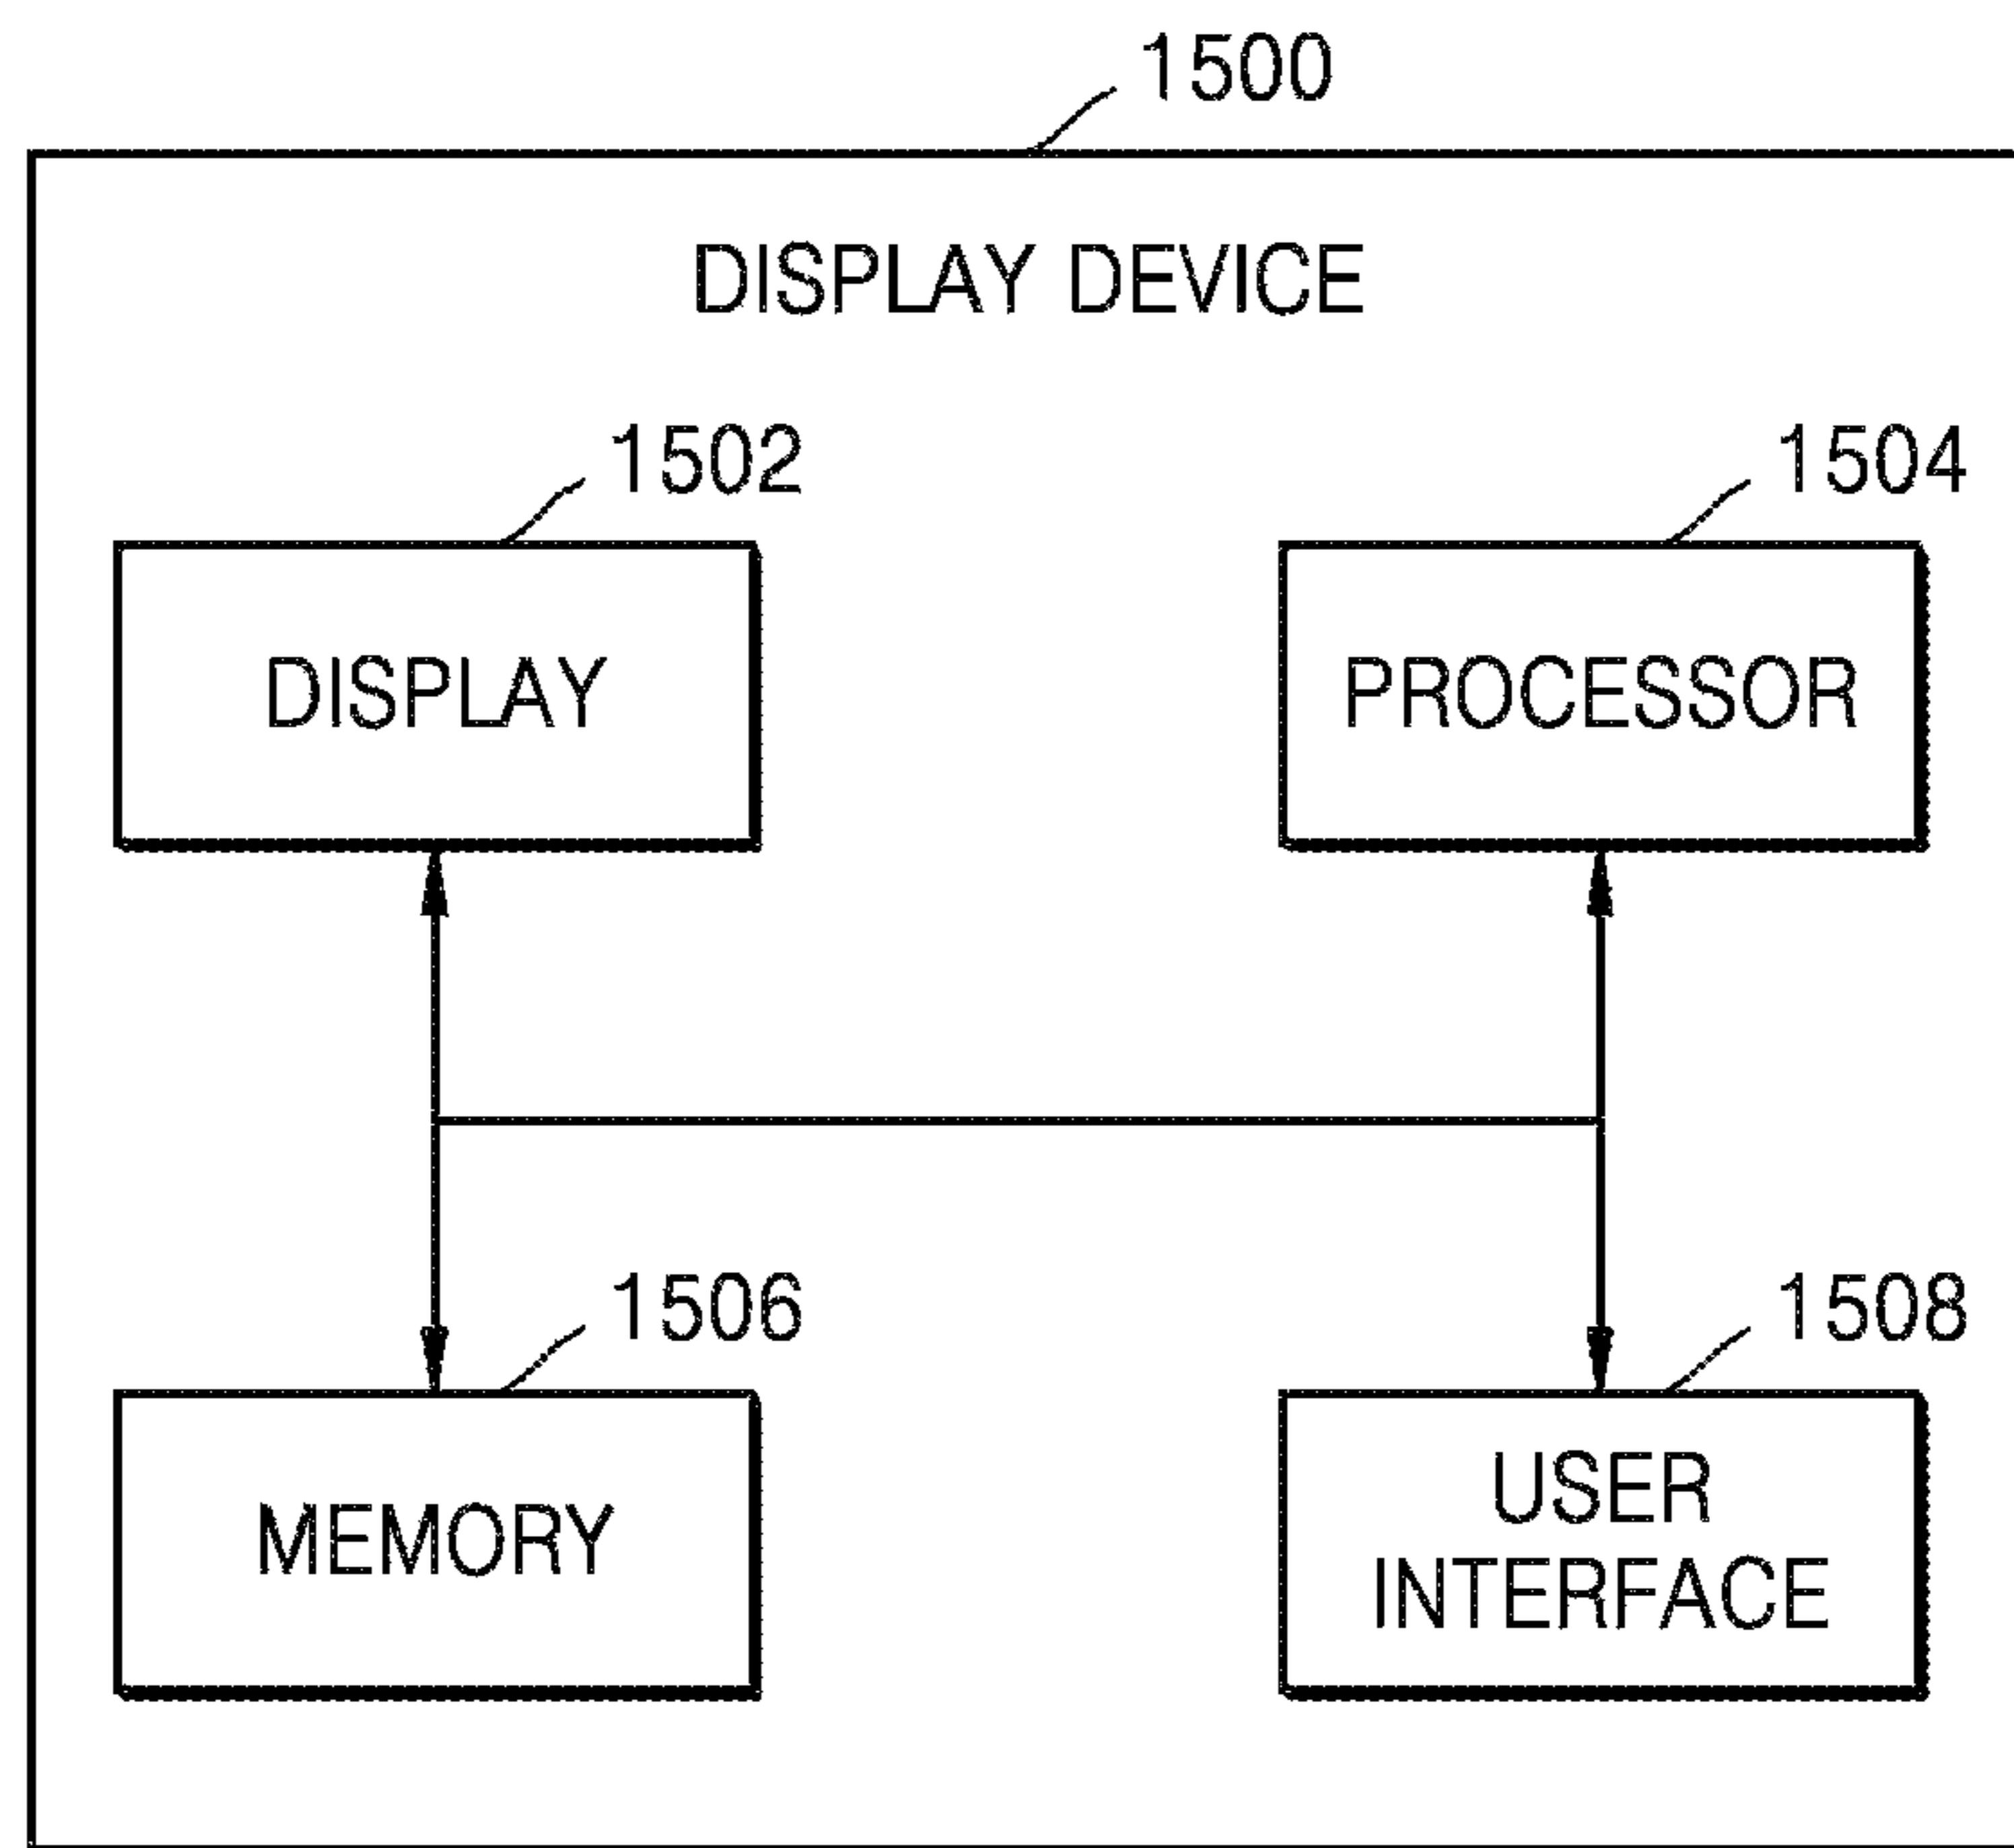 1500
DISPLAY DEVICE
1502
1504
DISPLAY
PROCESSOR
1506
1508
MEMORY
USER
INTERFACE